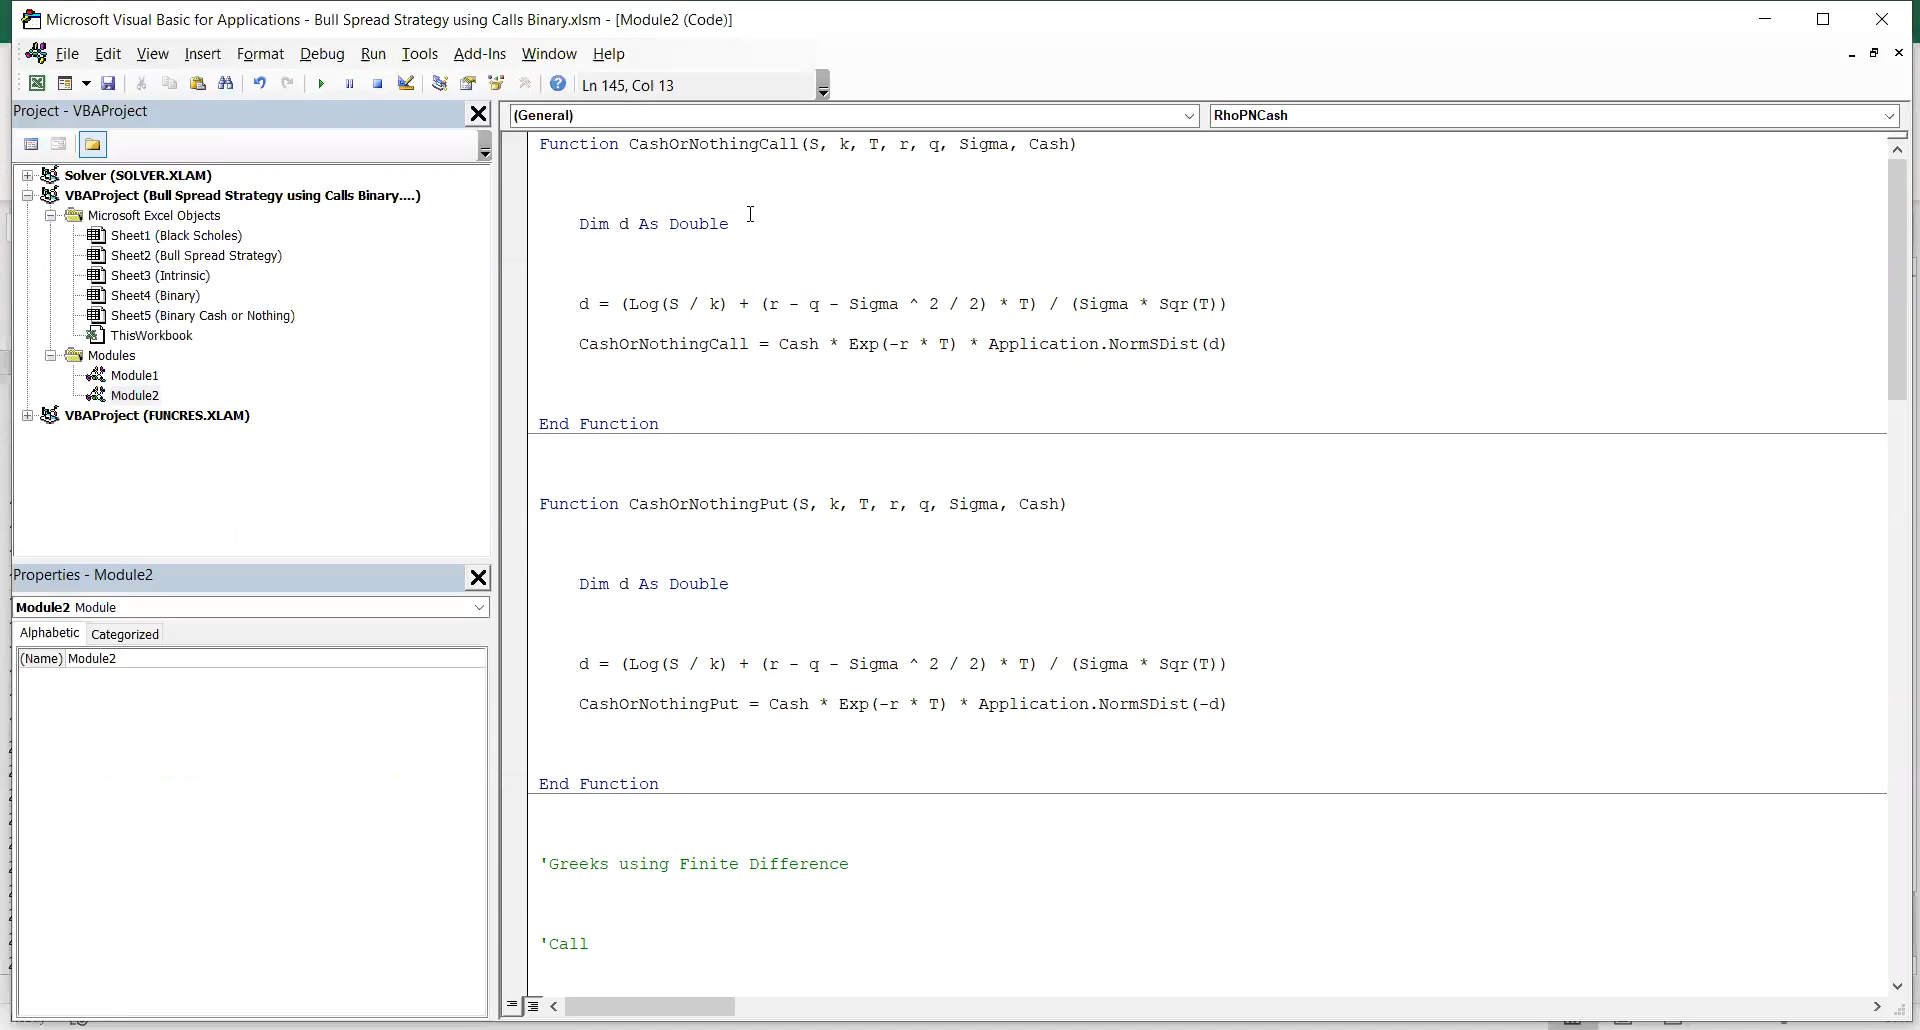 Microsoft Visual Basic for Applications - Bull Spread Strategy using Calls Binary.xlsm - [Module2 (Code)]
File Edit View Insert Format Debug Run Tools Add-Ins Window Help
Ln 145, Col 13
Project - VBAProject
Solver (SOLVER.XLAM)
VBAProject (Bull Spread Strategy using Calls Binary....)
Microsoft Excel Objects
Sheet1 (Black Scholes)
Sheet2 (Bull Spread Strategy)
Sheet3 (Intrinsic)
Sheet4 (Binary)
Sheet5 (Binary Cash or Nothing)
ThisWorkbook
Modules
Module1
Module2
VBAProject (FUNCRES.XLAM)
Properties - Module2
Module2 Module
Alphabetic Categorized
(Name) Module2
(General) RhoPNCash
Function CashOrNothingCall(S, k, T, r, q, Sigma, Cash)
Dim d As Double
d = (Log(S / k) + (r - q - Sigma ^ 2 / 2) * T) / (Sigma * Sqr(T))
CashOrNothingCall = Cash * Exp(-r * T) * Application.NormSDist(d)
End Function
Function CashOrNothingPut(S, k, T, r, q, Sigma, Cash)
Dim d As Double
d = (Log(S / k) + (r - q - Sigma ^ 2 / 2) * T) / (Sigma * Sqr(T))
CashOrNothingPut = Cash * Exp(-r * T) * Application.NormSDist(-d)
End Function
'Greeks using Finite Difference
'Call